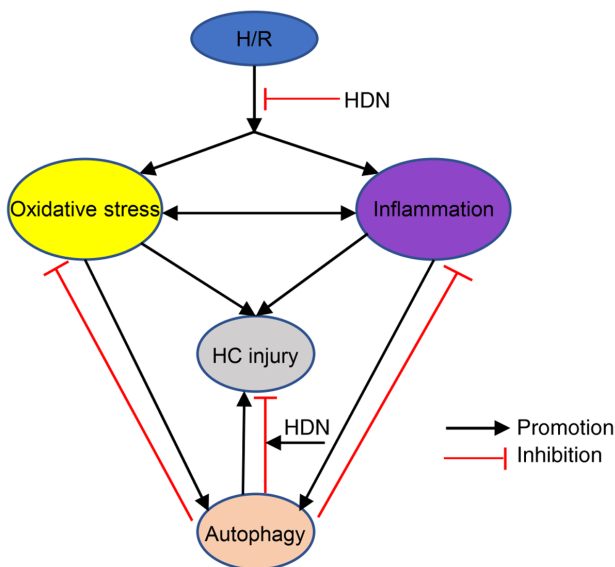 H/R
HDN
Oxidative stress
Inflammation
HC injury
HDN
Promotion
Inhibition
Autophagy